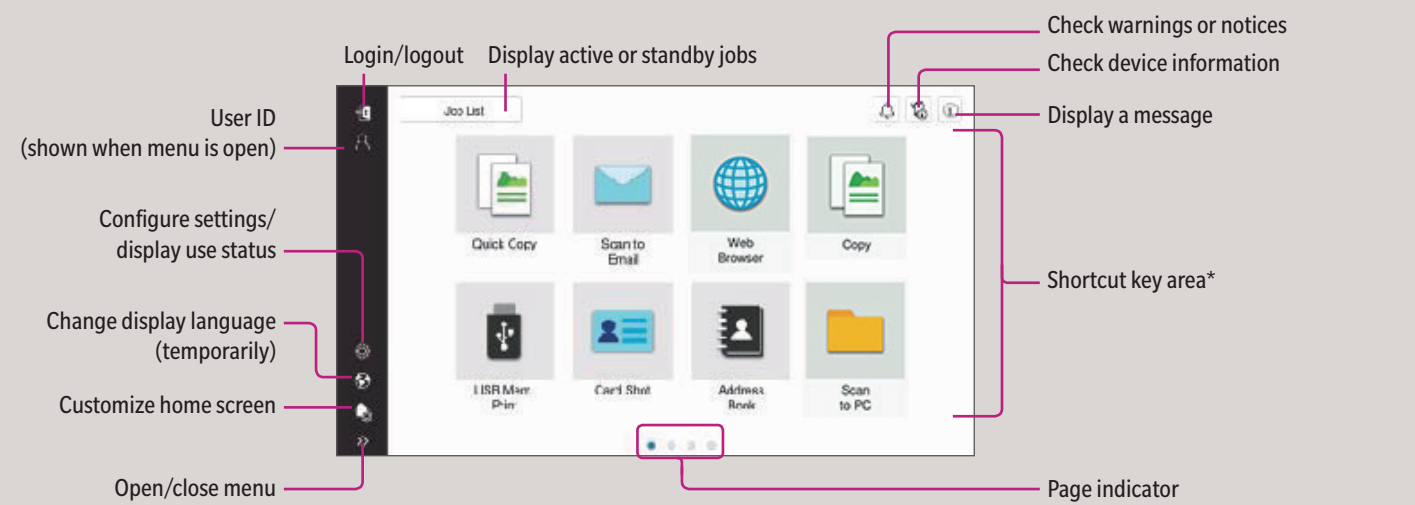 Check warnings or notices
Login/logout
Display active or standby jobs
Check device information
User ID
(shown when menu is open)
Job List
Display a message
Configure settings/
display use status
Quick Copy
Scan to
Email
Web
Browser
Copy
Shortcut key area*
Change display language
(temporarily)
Customize home screen
USB Mem
Print
Card Shot
Address
Book
Scan
to PC
Open/close menu
Page indicator